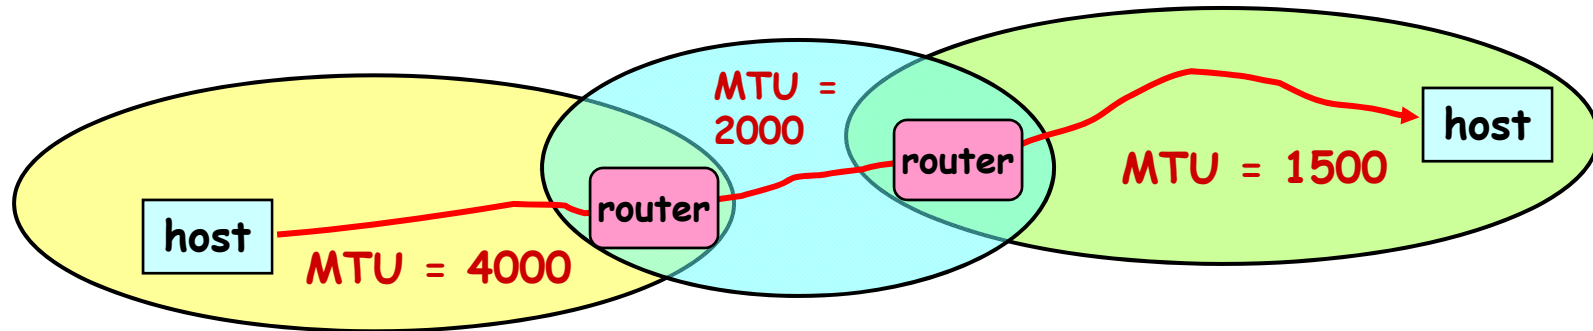 host
MTU = 4000
router
MTU =
2000
router
MTU = 1500
host